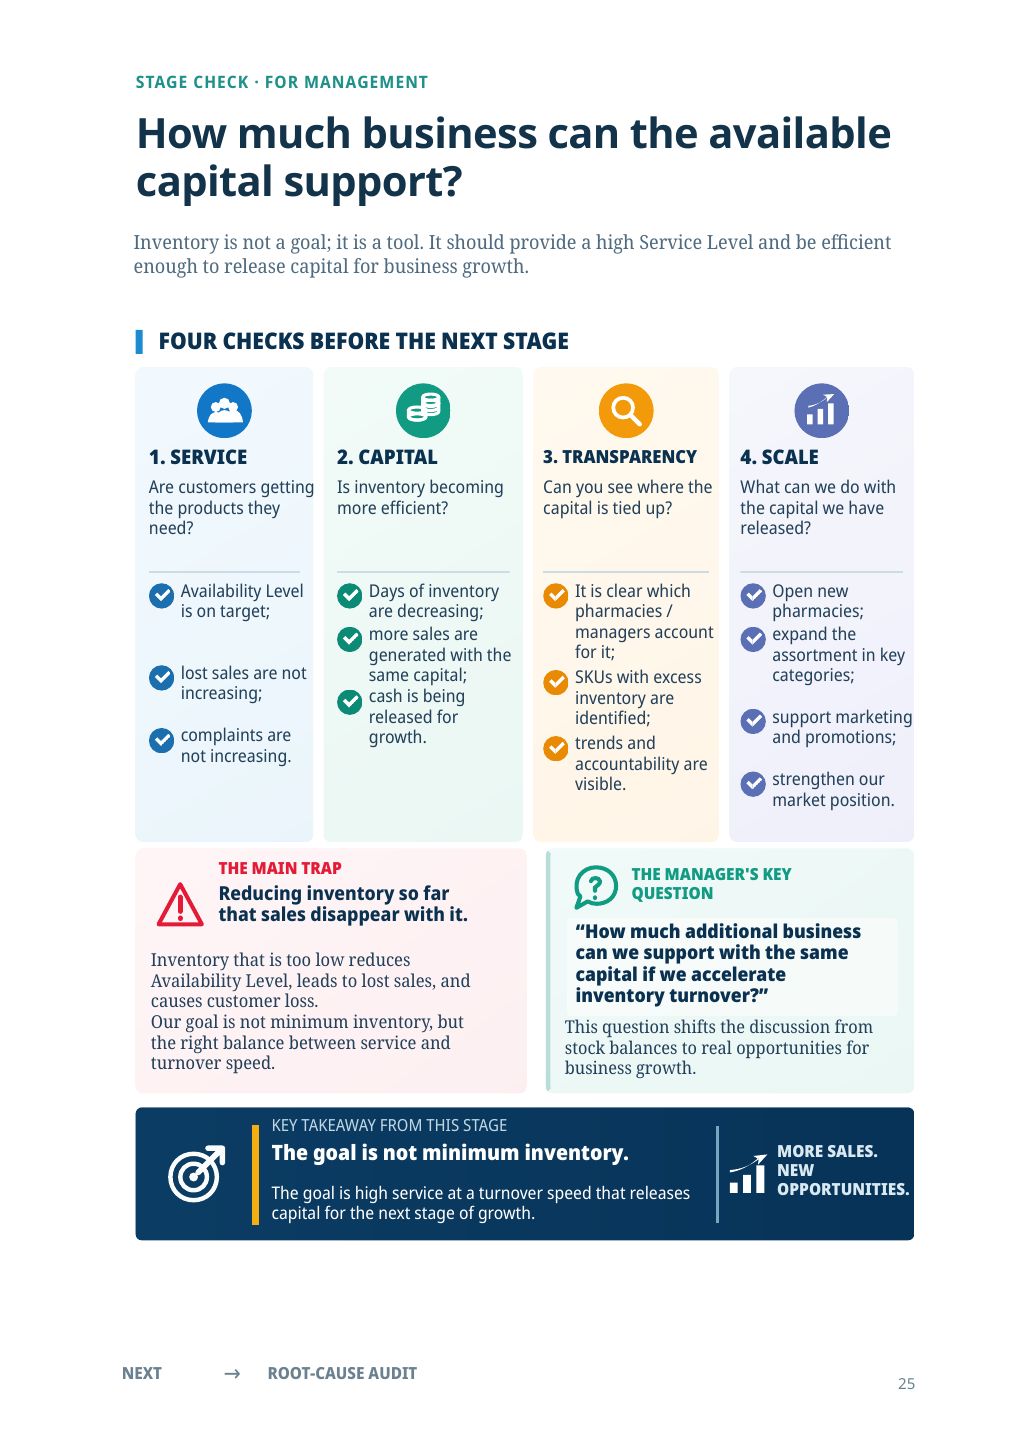 STAGE CHECK · FOR MANAGEMENT
How much business can the available
capital support?
Inventory is not a goal; it is a tool. It should provide a high Service Level and be efficient
enough to release capital for business growth.
FOUR CHECKS BEFORE THE NEXT STAGE
1. SERVICE
Are customers getting
the products they
need?
Availability Level
is on target;
lost sales are not
increasing;
complaints are
not increasing.
2. CAPITAL
Is inventory becoming
more efficient?
Days of inventory
are decreasing;
more sales are
generated with the
same capital;
cash is being
released for
growth.
3. TRANSPARENCY
Can you see where the
capital is tied up?
It is clear which
pharmacies /
managers account
for it;
SKUs with excess
inventory are
identified;
trends and
accountability are
visible.
4. SCALE
What can we do with
the capital we have
released?
Open new
pharmacies;
expand the
assortment in key
categories;
support marketing
and promotions;
strengthen our
market position.
THE MAIN TRAP
Reducing inventory so far
that sales disappear with it.
Inventory that is too low reduces
Availability Level, leads to lost sales, and
causes customer loss.
Our goal is not minimum inventory, but
the right balance between service and
turnover speed.
THE MANAGER'S KEY
QUESTION
“How much additional business
can we support with the same
capital if we accelerate
inventory turnover?”
This question shifts the discussion from
stock balances to real opportunities for
business growth.
KEY TAKEAWAY FROM THIS STAGE
The goal is not minimum inventory.
The goal is high service at a turnover speed that releases
capital for the next stage of growth.
MORE SALES.
NEW
OPPORTUNITIES.
NEXT → ROOT-CAUSE AUDIT
25